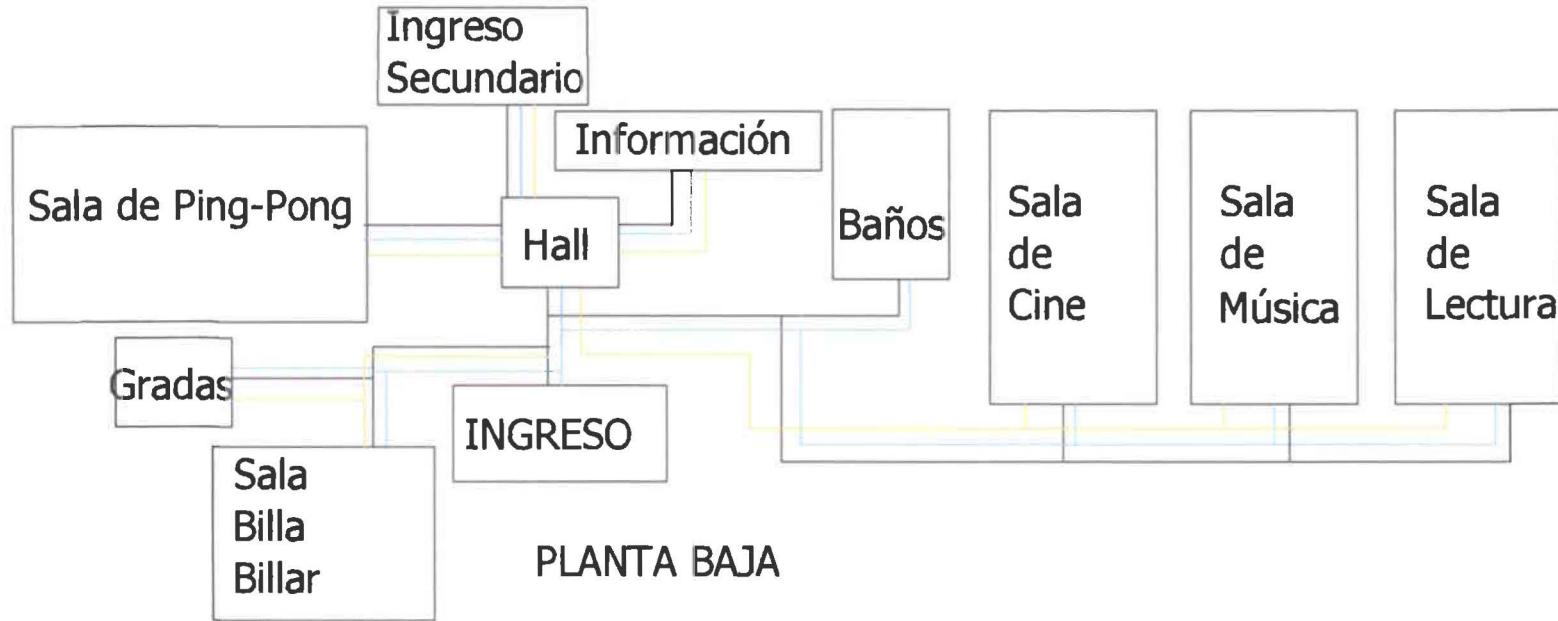 Ingreso
Secundario
Información
Sala de Ping-Pong
Hall
Baños
Sala
de
Cine
Sala
de
Música
Sala
de
Lectura
Gradas
INGRESO
Sala
Billa
Billar
PLANTA BAJA